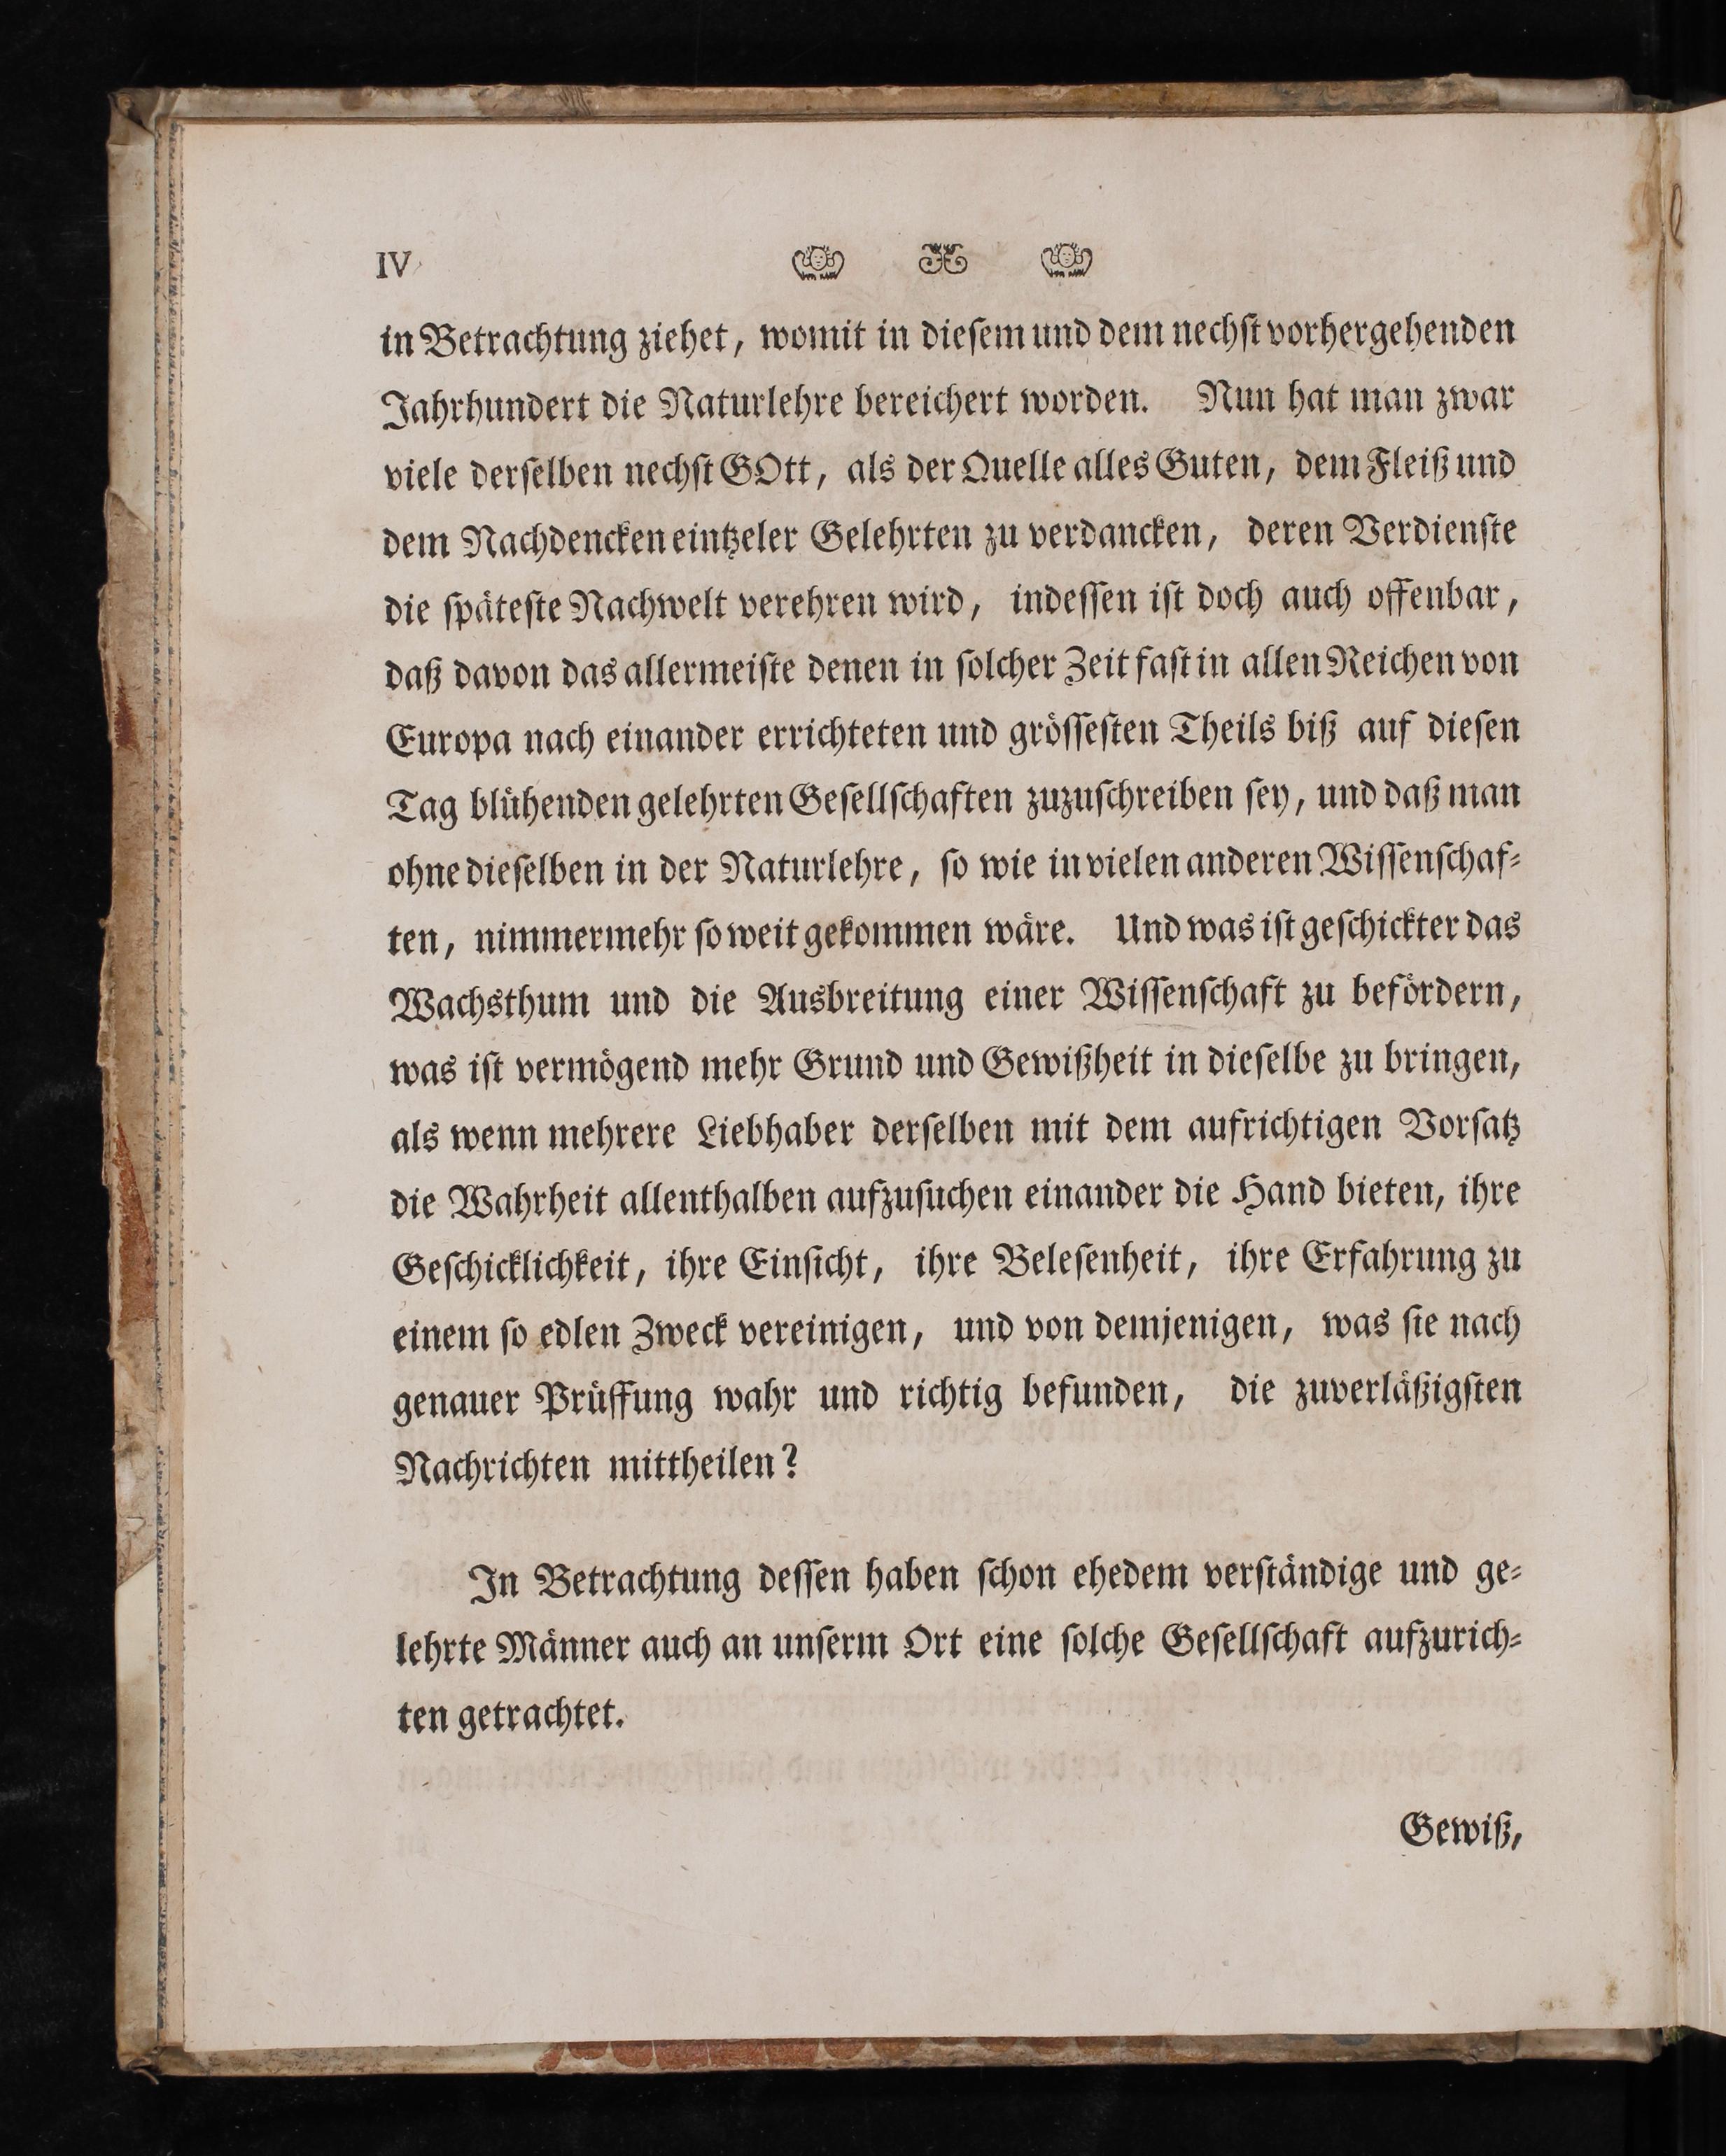 IV
in Betrachtung ziehet, womit in dieſem und dem nechſt vorhergehenden
Jahrhundert die Naturlehre bereichert worden. Nun hat man zwar
viele derſelben nechſt GOtt, als der Quelle alles Guten, dem Fleiß und
dem Nachdencken eintzeler Gelehrten zu verdancken, deren Verdienſte
die ſpäteſte Nachwelt verehren wird, indeſſen iſt doch auch offenbar,
daß davon das allermeiſte denen in ſolcher Zeit faſt in allen Reichen von
Europa nach einander errichteten und gröſſeſten Theils biß auf dieſen
Tag blühenden gelehrten Geſellſchaften zuzuſchreiben ſey, und daß man
ohne dieſelben in der Naturlehre, ſo wie in vielen anderen Wiſſenſchaf-
ten, nimmermehr ſo weit gekommen wäre. Und was iſt geſchickter das
Wachsthum und die Ausbreitung einer Wiſſenſchaft zu befördern,
was iſt vermögend mehr Grund und Gewißheit in dieſelbe zu bringen,
als wenn mehrere Liebhaber derſelben mit dem aufrichtigen Vorſatz
die Wahrheit allenthalben aufzuſuchen einander die Hand bieten, ihre
Geſchicklichkeit, ihre Einſicht, ihre Beleſenheit, ihre Erfahrung zu
einem ſo edlen Zweck vereinigen, und von demjenigen, was ſie nach
genauer Prüffung wahr und richtig befunden, die zuverläßigſten
Nachrichten mittheilen?
In Betrachtung deſſen haben ſchon ehedem verſtändige und ge-
lehrte Männer auch an unſerm Ort eine ſolche Geſellſchaft aufzurich-
ten getrachtet.
Gewiß,